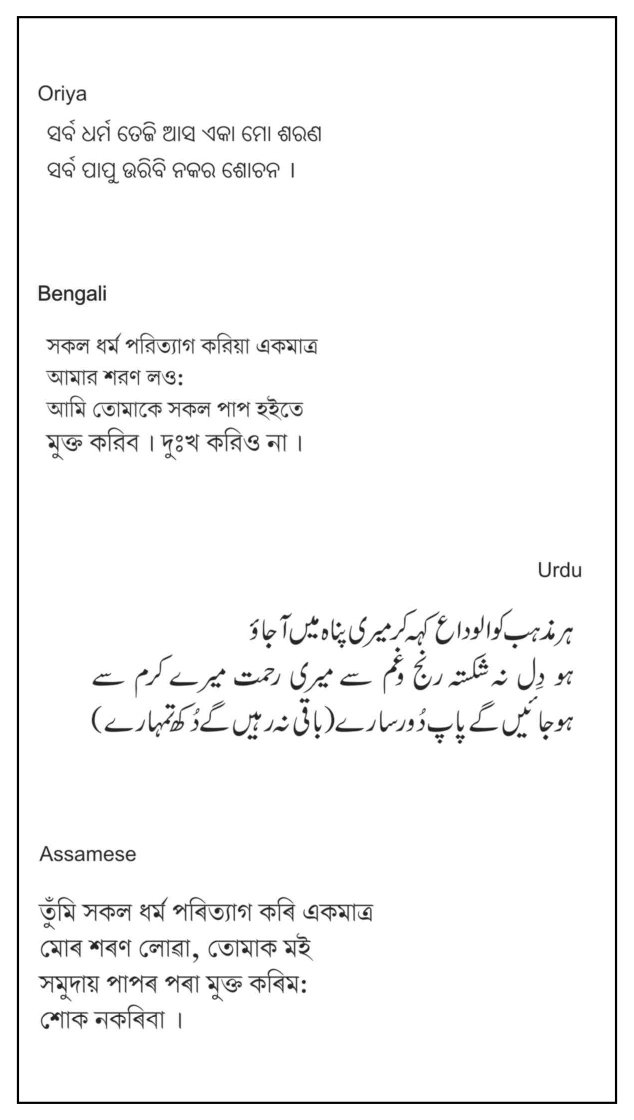 Oriya
ସର୍ବ ଧର୍ମ ତେଜି ଆସ ଏକା ମୋ ଶରଣ
ସର୍ବ ପାପୁ ଉରିବି ନକର ଶୋଚନ ।
Bengali
সকল ধর্ম পরিত্যাগ করিয়া একমাত্র
আমার শরণ লও:
আমি তোমাকে সকল পাপ হইতে
মুক্ত করিব । দুঃখ করিও না ।
Urdu
ہر مذہب کو الوداع کہہ کر میری پناہ میں آ جاؤ
ہو دِل نہ شکستہ رنج و غم سے میری رحمت میرے کرم سے
ہو جائیں گے پاپ دُور سارے (باقی نہ رہیں گے دُکھ تمہارے)
Assamese
তুঁমি সকল ধৰ্ম পৰিত্যাগ কৰি একমাত্ৰ
মোৰ শৰণ লোৱা, তোমাক মই
সমুদায় পাপৰ পৰা মুক্ত কৰিম:
শোক নকৰিবা ।